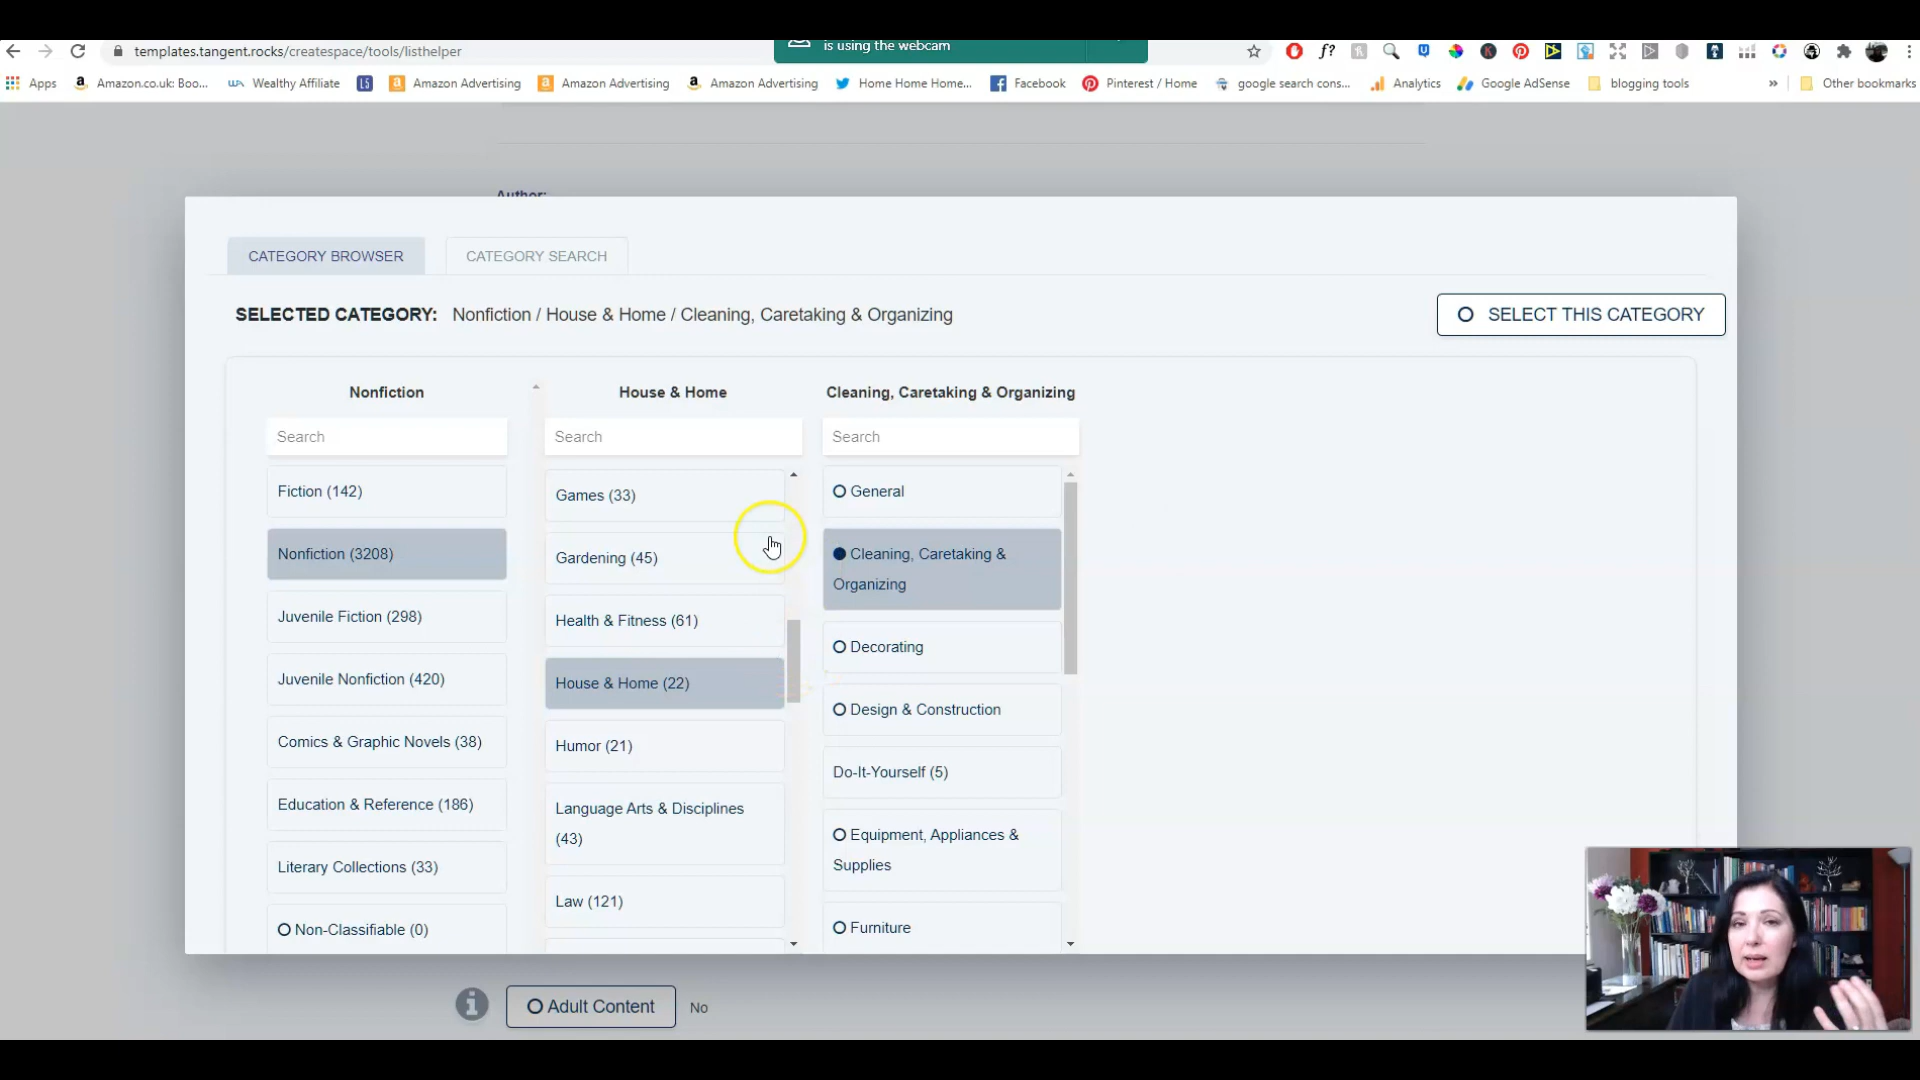 templates.tangent.rocks/createspace/tools/listhelper
is using the webcam
f?
Apps
Amazon.co.uk: Boo...
WA
Wealthy Affiliate
Amazon Advertising
Amazon Advertising
Amazon Advertising
Home Home Home...
Facebook
Pinterest / Home
google search cons...
Analytics
Google AdSense
blogging tools
»
Other bookmarks
Author:
CATEGORY BROWSER
CATEGORY SEARCH
SELECTED CATEGORY: Nonfiction / House & Home / Cleaning, Caretaking & Organizing
SELECT THIS CATEGORY
Nonfiction
House & Home
Cleaning, Caretaking & Organizing
Search
Search
Search
Fiction (142)
Nonfiction (3208)
Juvenile Fiction (298)
Juvenile Nonfiction (420)
Comics & Graphic Novels (38)
Education & Reference (186)
Literary Collections (33)
Non-Classifiable (0)
Games (33)
Gardening (45)
Health & Fitness (61)
House & Home (22)
Humor (21)
Language Arts & Disciplines
(43)
Law (121)
General
Cleaning, Caretaking &
Organizing
Decorating
Design & Construction
Do-It-Yourself (5)
Equipment, Appliances &
Supplies
Furniture
Adult Content
No